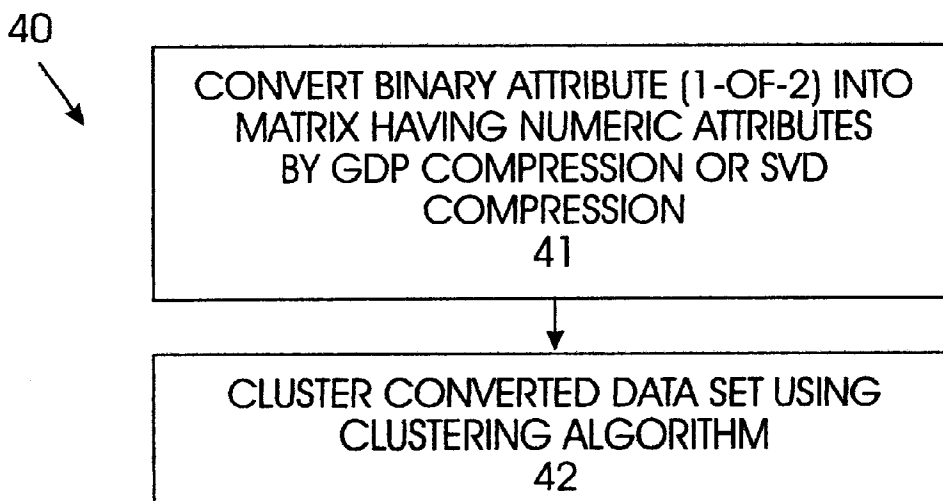 40
CONVERT BINARY ATTRIBUTE (1-OF-2) INTO
MATRIX HAVING NUMERIC ATTRIBUTES
BY GDP COMPRESSION OR SVD
COMPRESSION
41
CLUSTER CONVERTED DATA SET USING
CLUSTERING ALGORITHM
42